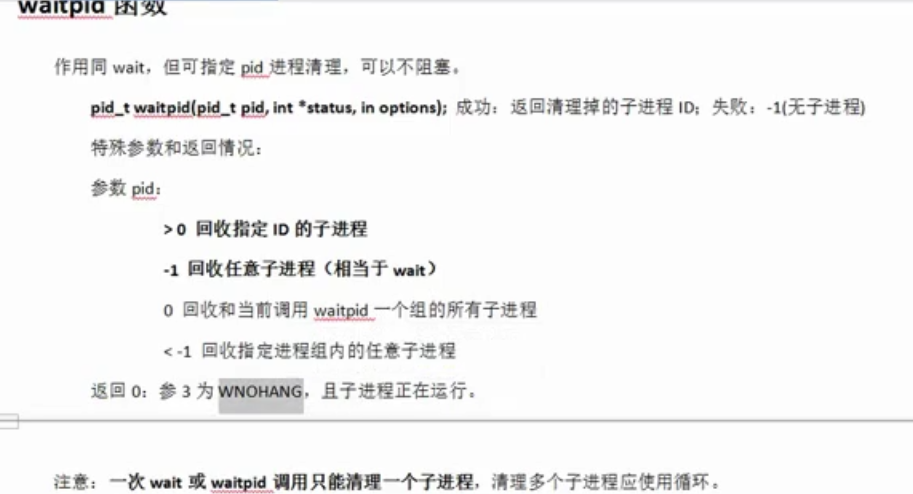 waitpid 函数
作用同 wait，但可指定 pid 进程清理，可以不阻塞。
pid_t waitpid(pid_t pid, int *status, in options); 成功：返回清理掉的子进程 ID；失败：-1(无子进程)
特殊参数和返回情况：
参数 pid：
> 0 回收指定 ID 的子进程
-1 回收任意子进程（相当于 wait）
0 回收和当前调用 waitpid 一个组的所有子进程
< -1 回收指定进程组内的任意子进程
返回 0：参 3 为 WNOHANG，且子进程正在运行。
注意：一次 wait 或 waitpid 调用只能清理一个子进程，清理多个子进程应使用循环。